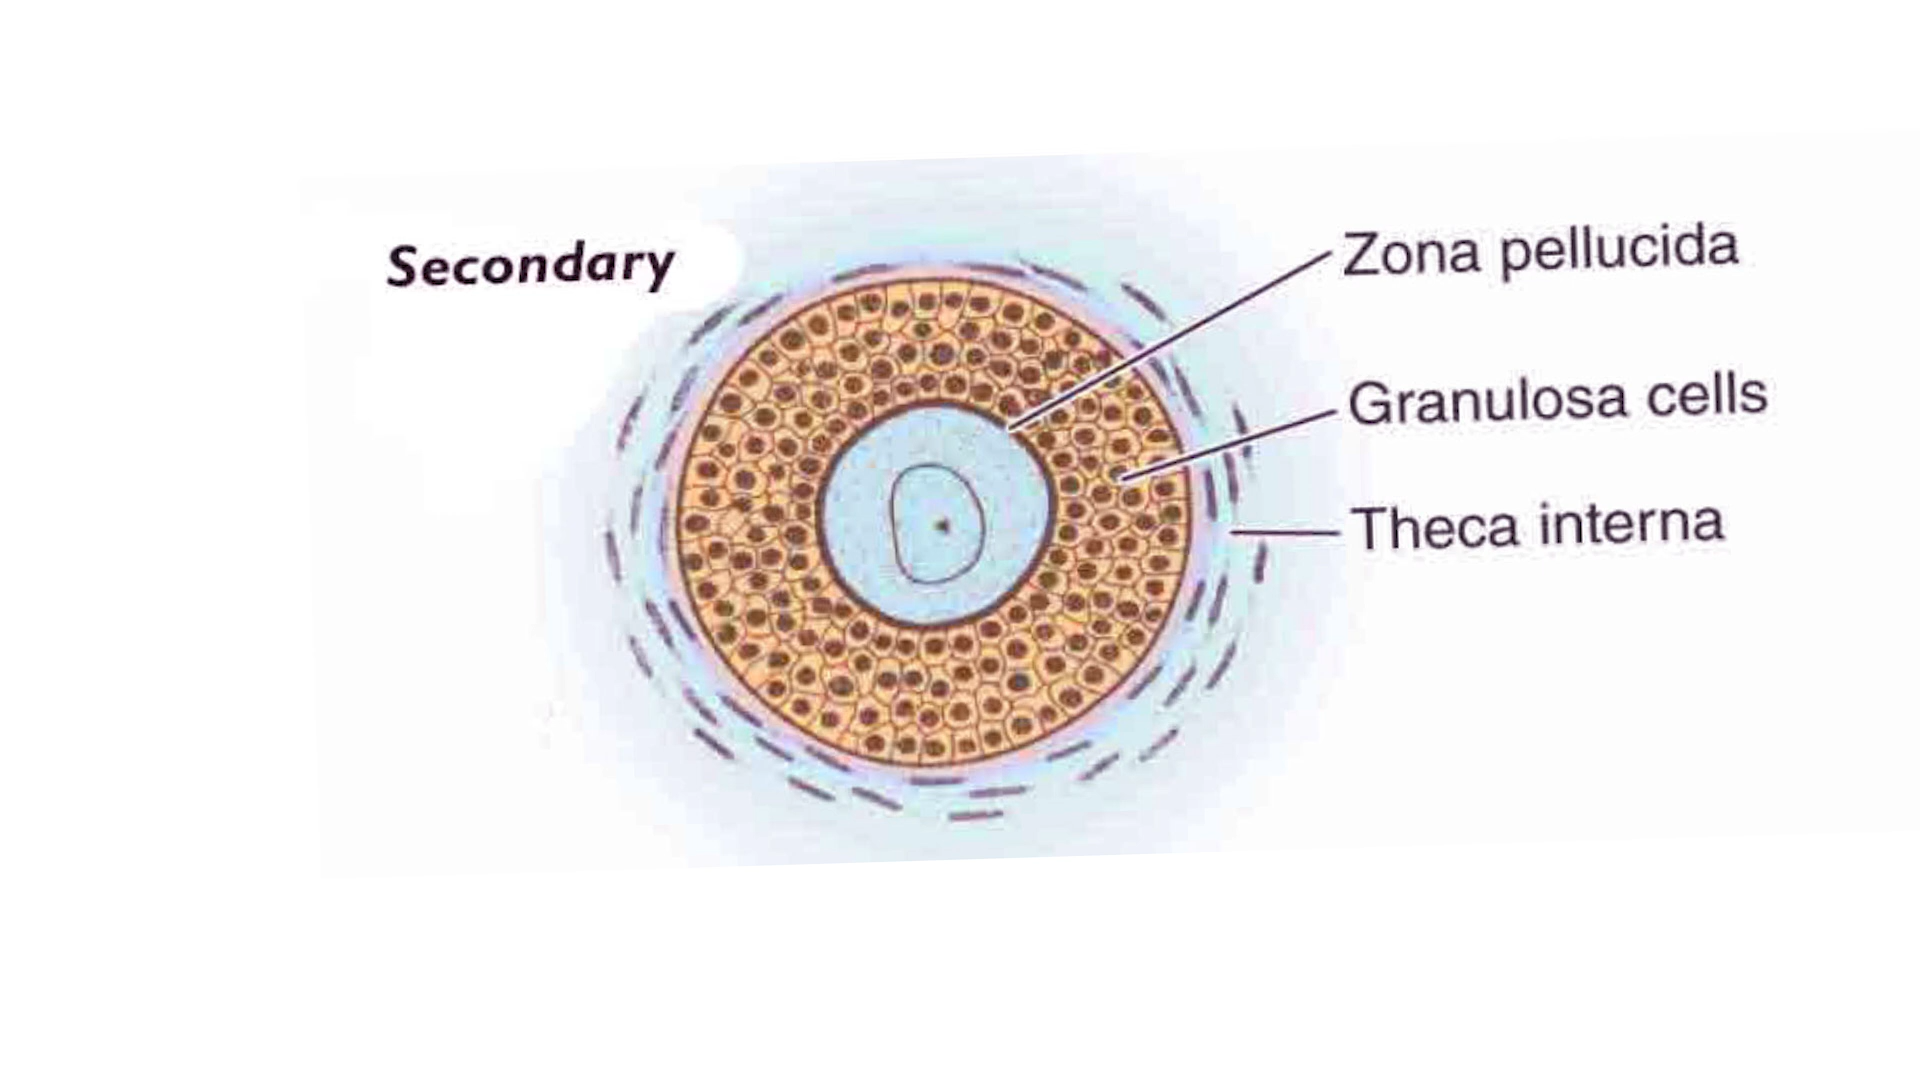 Secondary
Zona pellucida
Granulosa cells
Theca interna